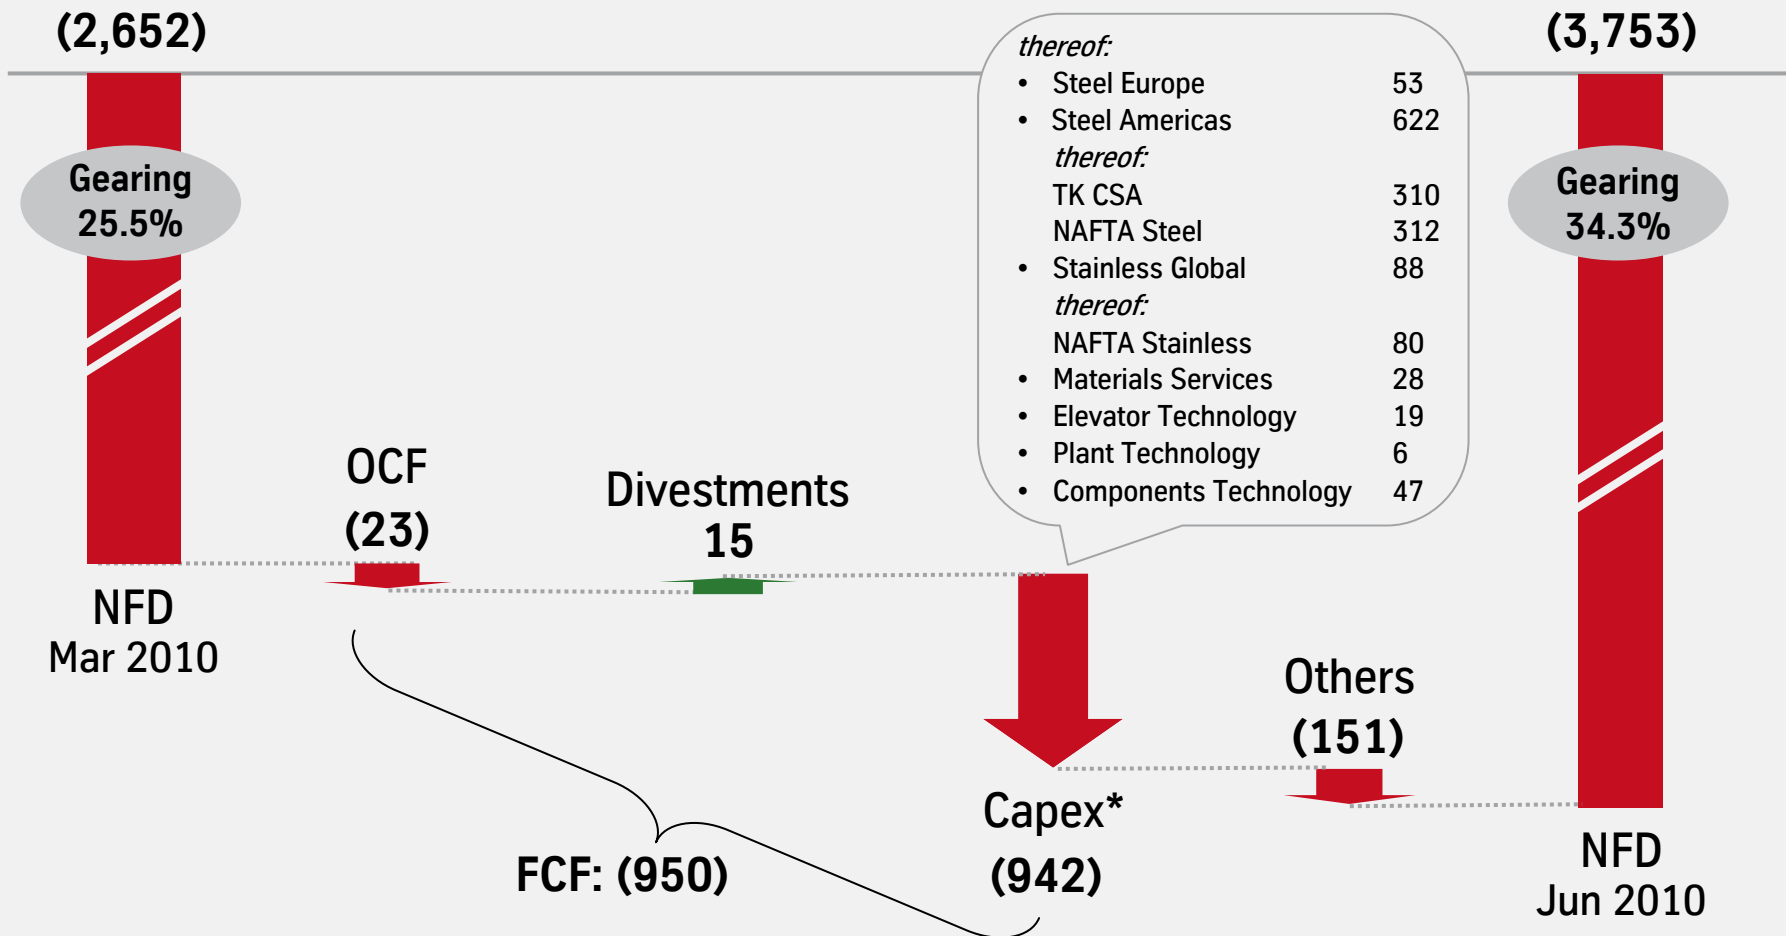 (2,652)
(3,753)
thereof:
• Steel Europe 53
• Steel Americas 622
thereof:
TK CSA 310
NAFTA Steel 312
• Stainless Global 88
thereof:
NAFTA Stainless 80
• Materials Services 28
• Elevator Technology 19
• Plant Technology 6
• Components Technology 47
Gearing
25.5%
Gearing
34.3%
OCF
(23)
Divestments
15
NFD
Mar 2010
Others
(151)
Capex*
(942)
FCF: (950)
NFD
Jun 2010